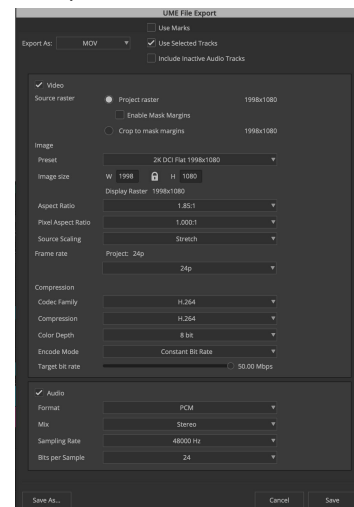 UME File Export
Use Marks
Export As: MOV
Use Selected Tracks
Include Inactive Audio Tracks
Video
Source raster
Project raster 1998x1080
Enable Mask Margins
Crop to mask margins 1998x1080
Image
Preset 2K DCI Flat 1998x1080
Image size W 1998 H 1080
Display Raster 1998x1080
Aspect Ratio 1.85:1
Pixel Aspect Ratio 1.000:1
Source Scaling Stretch
Frame rate Project: 24p
24p
Compression
Codec Family H.264
Compression H.264
Color Depth 8 bit
Encode Mode Constant Bit Rate
Target bit rate 50.00 Mbps
Audio
Format PCM
Mix Stereo
Sampling Rate 48000 Hz
Bits per Sample 24
Save As... Cancel Save